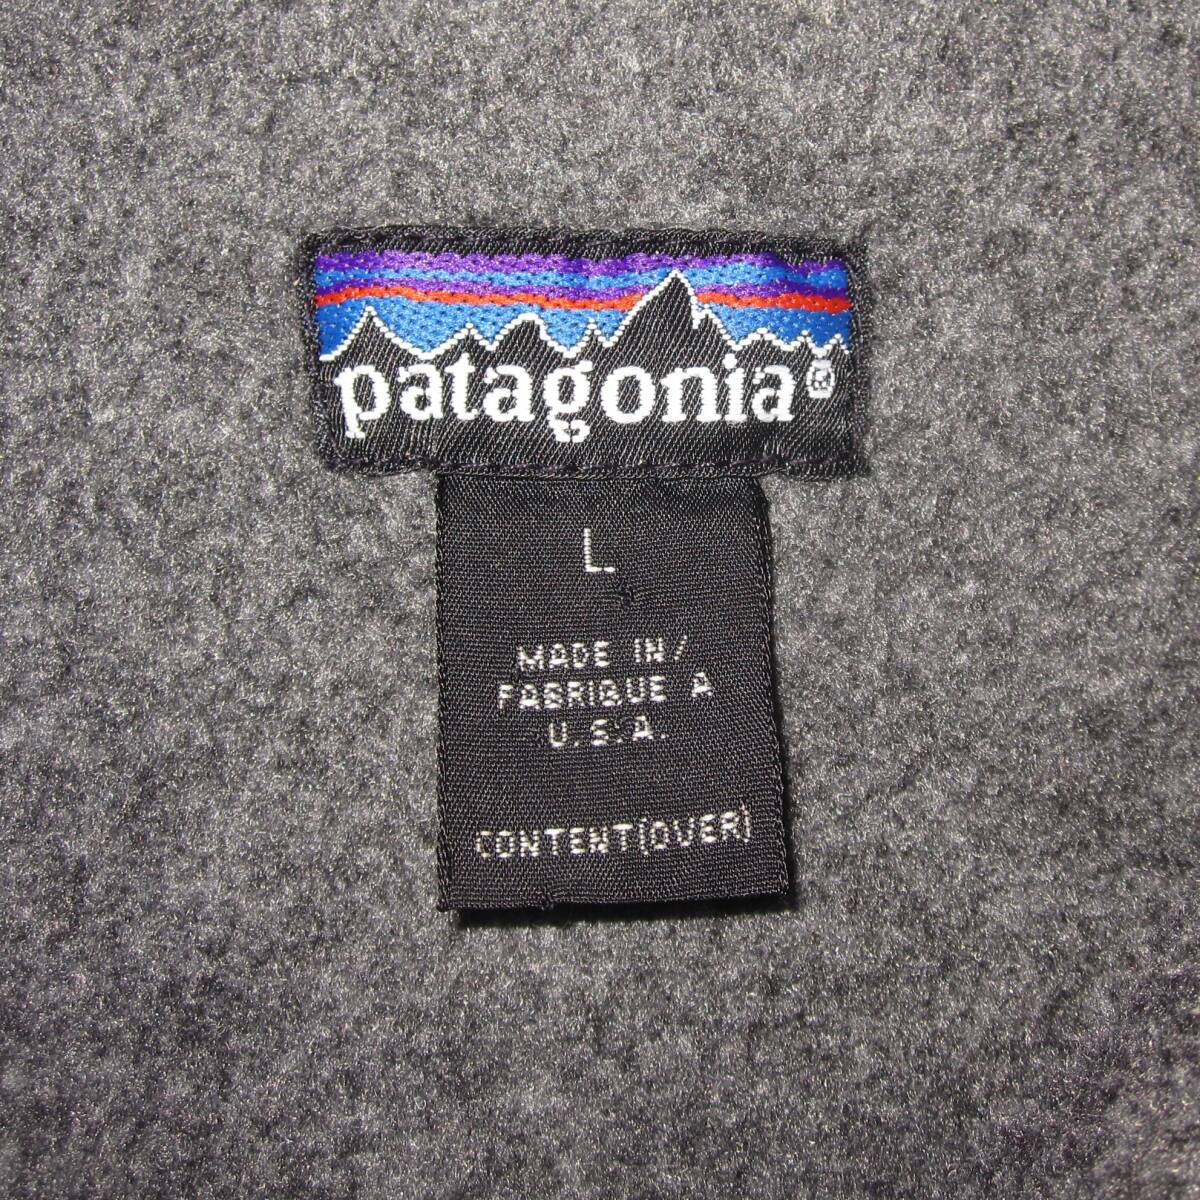 patagonia®
L
MADE IN/
FABRIQUE A
U.S.A.
CONTENT(OVER)